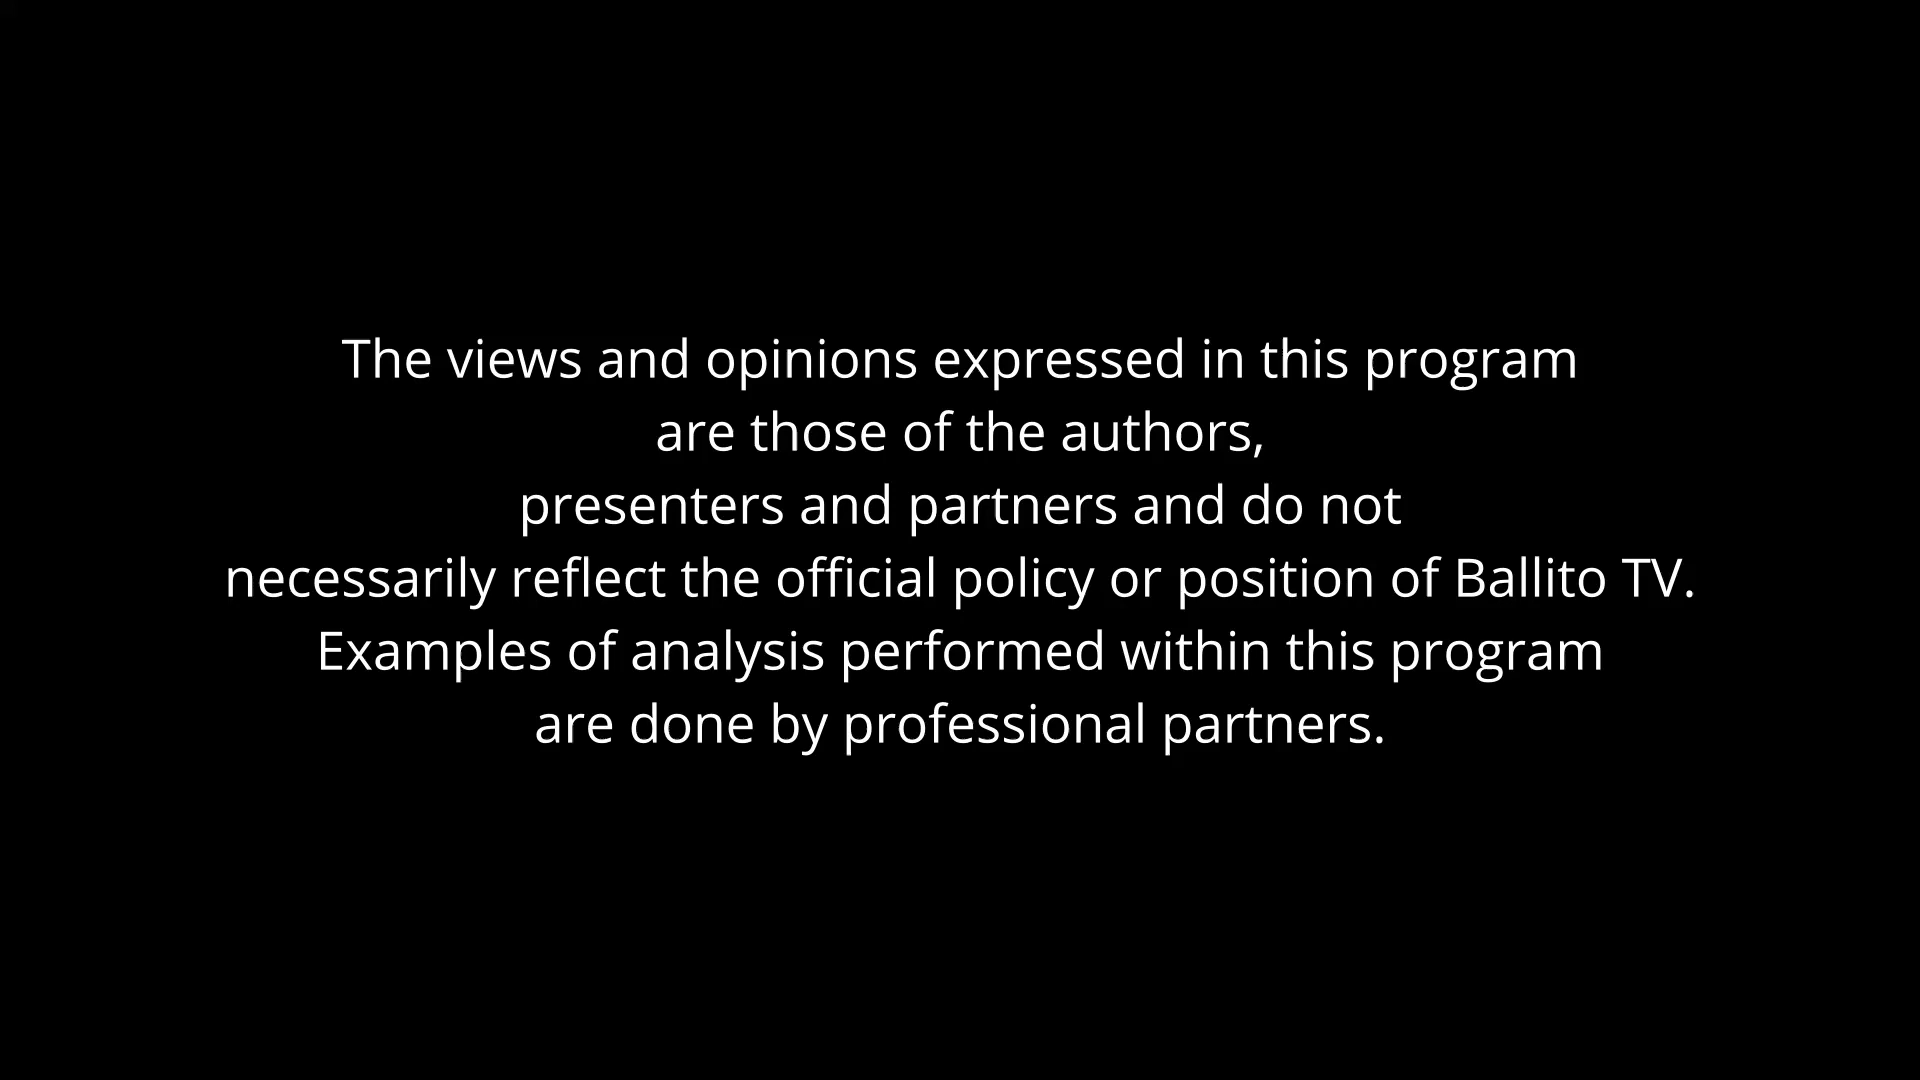 The views and opinions expressed in this program
are those of the authors,
presenters and partners and do not
necessarily reflect the official policy or position of Ballito TV.
Examples of analysis performed within this program
are done by professional partners.